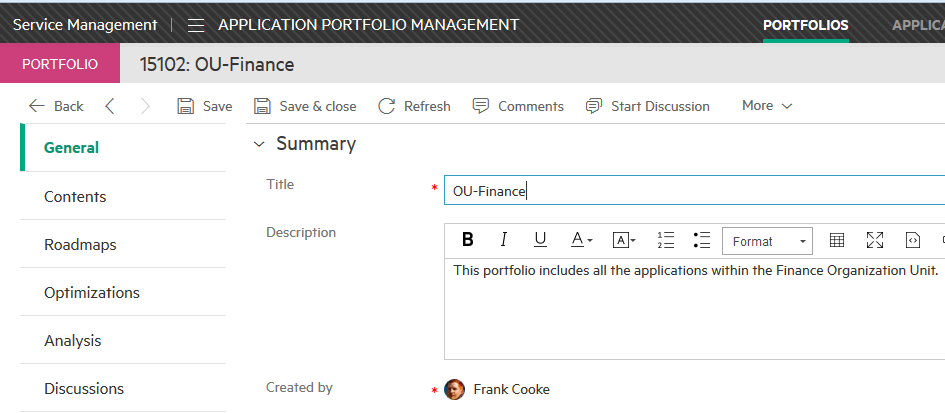 Service Management APPLICATION PORTFOLIO MANAGEMENT PORTFOLIOS APPLICA
PORTFOLIO 15102: OU-Finance
Back Save Save & close Refresh Comments Start Discussion More
General
Contents
Roadmaps
Optimizations
Analysis
Discussions
Summary
Title * OU-Finance
Description
B I U A A Format
This portfolio includes all the applications within the Finance Organization Unit.
Created by * Frank Cooke